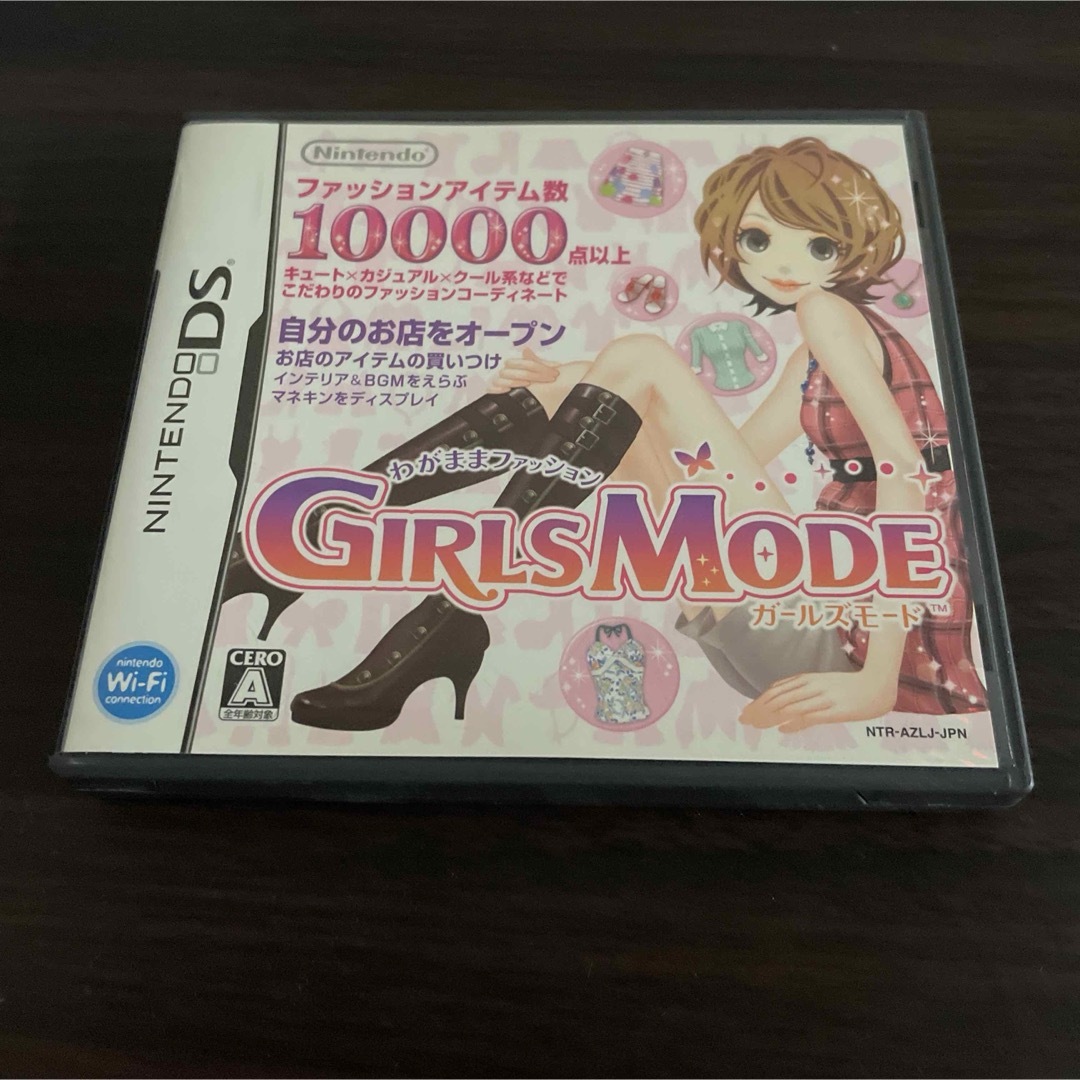 Nintendo
ファッションアイテム数
10000点以上
キュート×カジュアル×クール系などで
こだわりのファッションコーディネート
自分のお店をオープン
お店のアイテムの買いつけ
インテリア&BGMをえらぶ
マネキンをディスプレイ
わがままファッション
GIRLSMODE
ガールズモード™
NINTENDO DS®
nintendo
Wi-Fi
connection
CERO
A
全年齢対象
NTR-AZLJ-JPN